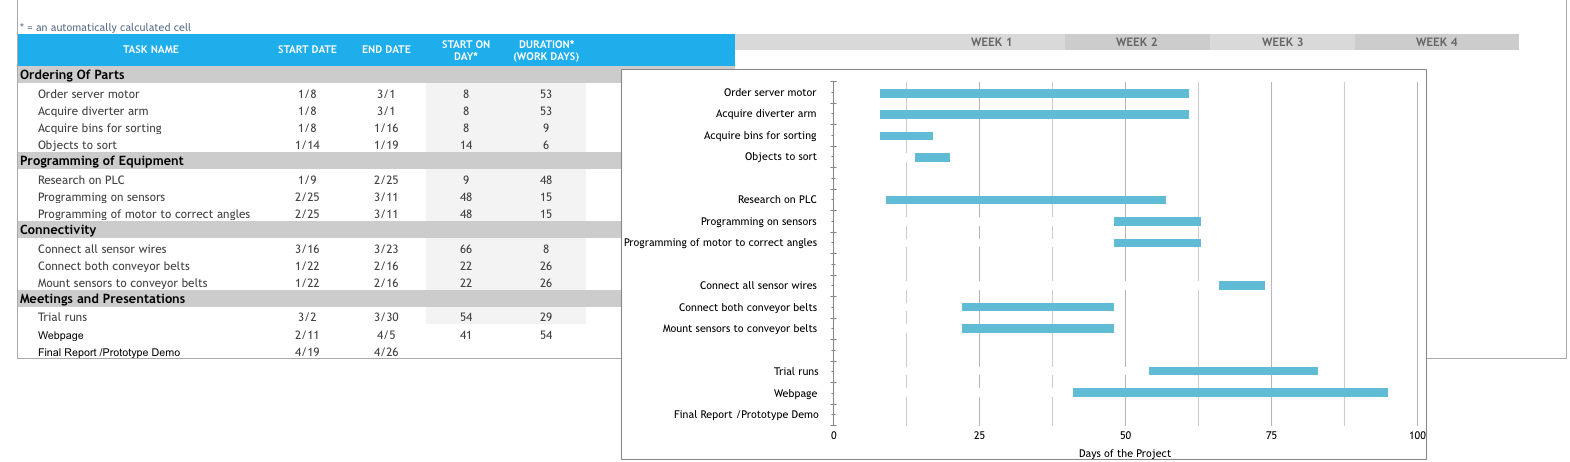 * = an automatically calculated cell
TASK NAME START DATE END DATE START ON DAY* DURATION* (WORK DAYS) WEEK 1 WEEK 2 WEEK 3 WEEK 4
Ordering Of Parts
Order server motor 1/8 3/1 8 53
Acquire diverter arm 1/8 3/1 8 53
Acquire bins for sorting 1/8 1/16 8 9
Objects to sort 1/14 1/19 14 6
Programming of Equipment
Research on PLC 1/9 2/25 9 48
Programming on sensors 2/25 3/11 48 15
Programming of motor to correct angles 2/25 3/11 48 15
Connectivity
Connect all sensor wires 3/16 3/23 66 8
Connect both conveyor belts 1/22 2/16 22 26
Mount sensors to conveyor belts 1/22 2/16 22 26
Meetings and Presentations
Trial runs 3/2 3/30 54 29
Webpage 2/11 4/5 41 54
Final Report /Prototype Demo 4/19 4/26
Order server motor
Acquire diverter arm
Acquire bins for sorting
Objects to sort
Research on PLC
Programming on sensors
Programming of motor to correct angles
Connect all sensor wires
Connect both conveyor belts
Mount sensors to conveyor belts
Trial runs
Webpage
Final Report /Prototype Demo
0 25 50 75 100
Days of the Project